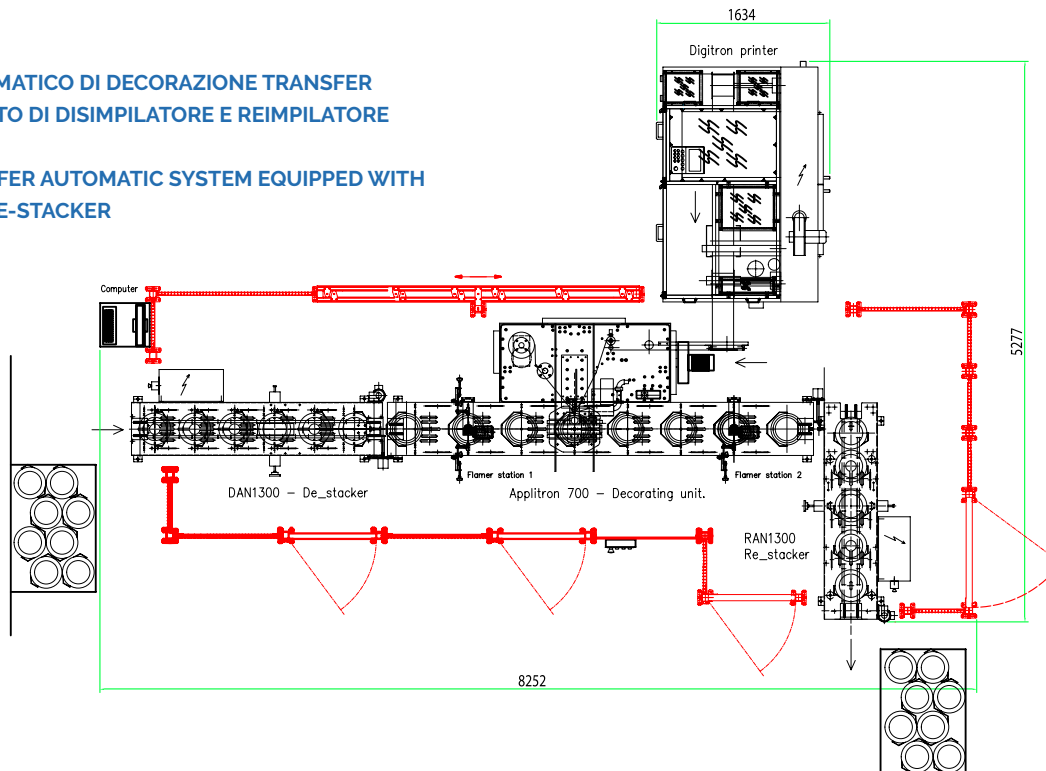 1634
Digitron printer
MATICO DI DECORAZIONE TRANSFER
TO DI DISIMPILATORE E REIMPILATORE
FER AUTOMATIC SYSTEM EQUIPPED WITH
E-STACKER
Computer
5277
Flamer station 1
Flamer station 2
DAN1300 - De_stacker
Applitron 700 - Decorating unit.
RAN1300
Re_stacker
8252